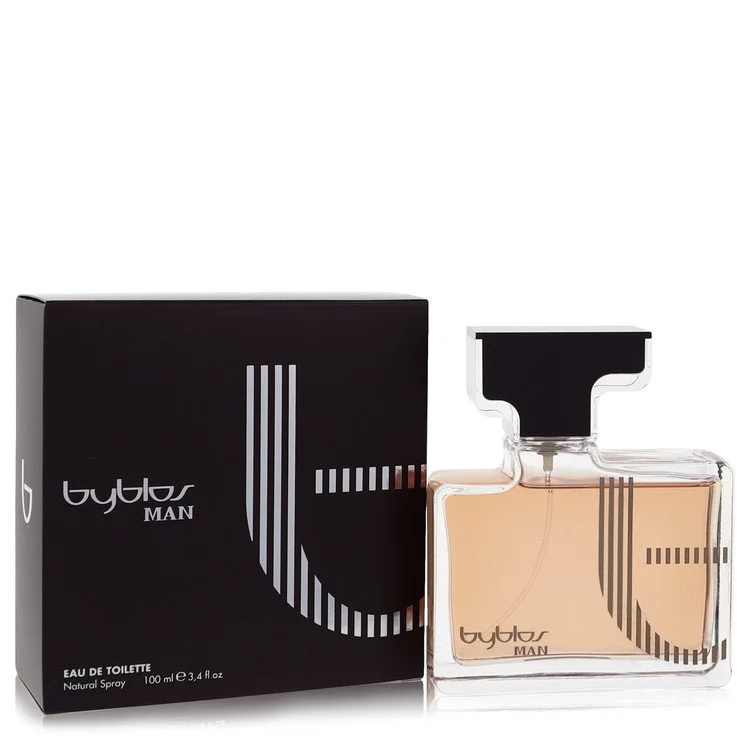 b
byblos
MAN
EAU DE TOILETTE
Natural Spray 100 ml e 3,4 fl.oz
byblos
MAN